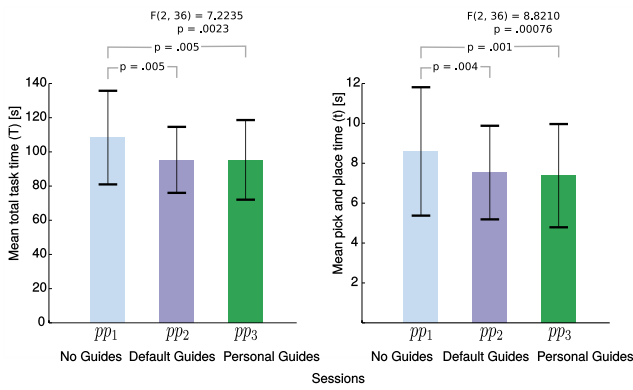 F(2, 36) = 7.2235
p = .0023
p = .005
p = .005
Mean total task time (T) [s]
140
120
100
80
60
40
20
0
pp1
pp2
pp3
No Guides
Default Guides
Personal Guides
F(2, 36) = 8.8210
p = .00076
p = .001
p = .004
Mean pick and place time (t) [s]
12
10
8
6
4
2
pp1
pp2
pp3
No Guides
Default Guides
Personal Guides
Sessions